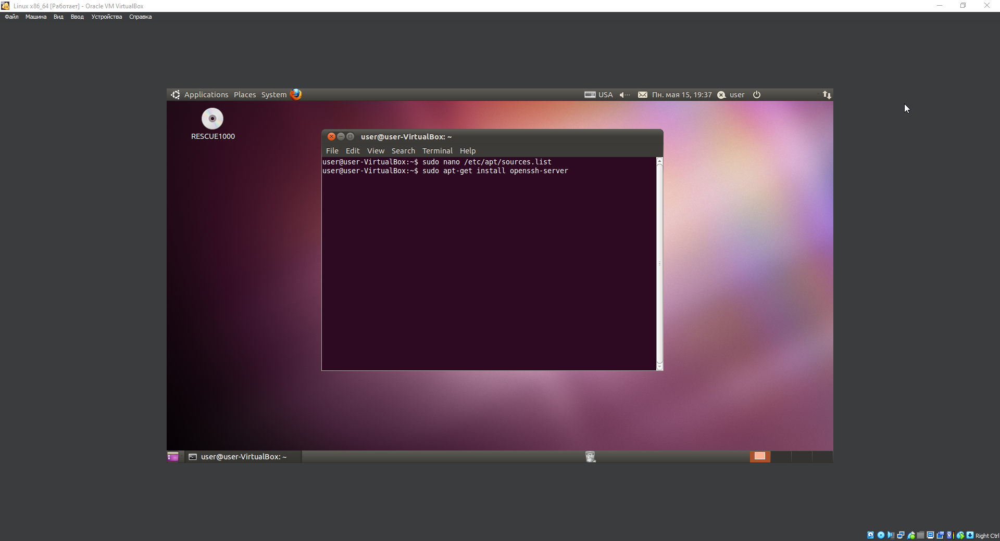 Linux x86_64 [Работает] - Oracle VM VirtualBox
Файл Машина Вид Ввод Устройства Справка
Applications Places System USA Пн. мая 15, 19:37 user
RESCUE1000
user@user-VirtualBox: ~
File Edit View Search Terminal Help
user@user-VirtualBox:~$ sudo nano /etc/apt/sources.list
user@user-VirtualBox:~$ sudo apt-get install openssh-server
user@user-VirtualBox: ~
Right Ctrl